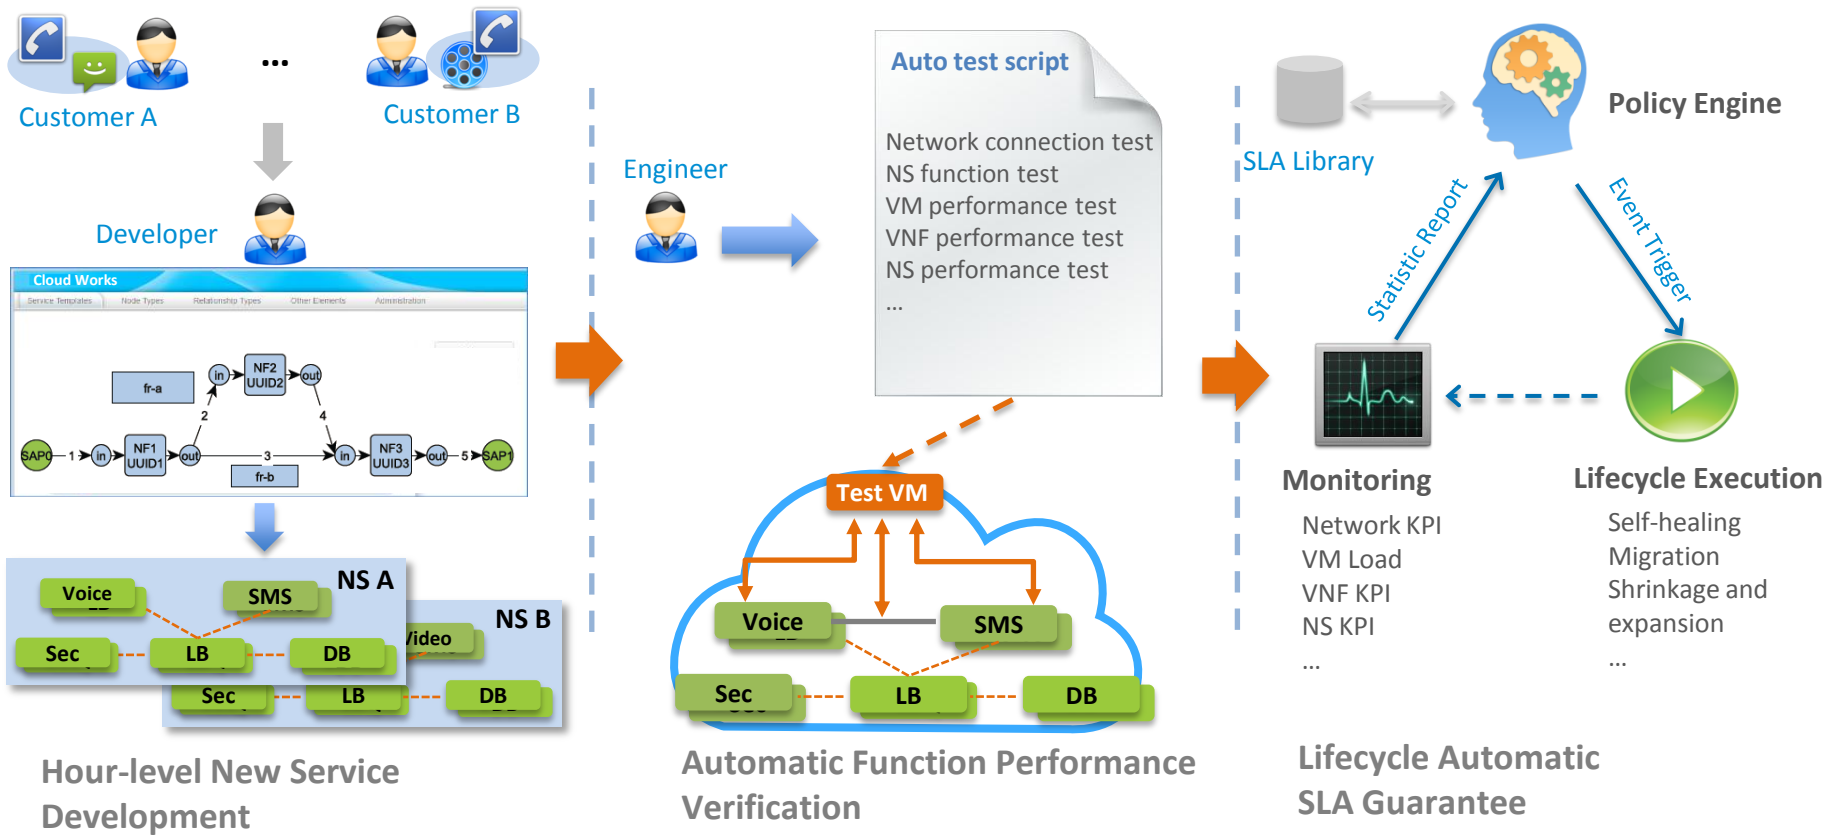 Customer A
...
Customer B
Developer
Cloud Works
Service Templates
Node Types
Relationship Types
Other Elements
Administration
fr-a
in
NF2
UUID2
out
2
4
SAP0
1
in
NF1
UUID1
out
3
in
NF3
UUID3
out
5
SAP1
fr-b
NS A
Voice
SMS
Sec
LB
DB
NS B
Video
Sec
LB
DB
Hour-level New Service
Development
Engineer
Auto test script
Network connection test
NS function test
VM performance test
VNF performance test
NS performance test
...
Test VM
Voice
SMS
Sec
LB
DB
Automatic Function Performance
Verification
SLA Library
Policy Engine
Statistic Report
Event Trigger
Monitoring
Network KPI
VM Load
VNF KPI
NS KPI
...
Lifecycle Execution
Self-healing
Migration
Shrinkage and
expansion
...
Lifecycle Automatic
SLA Guarantee